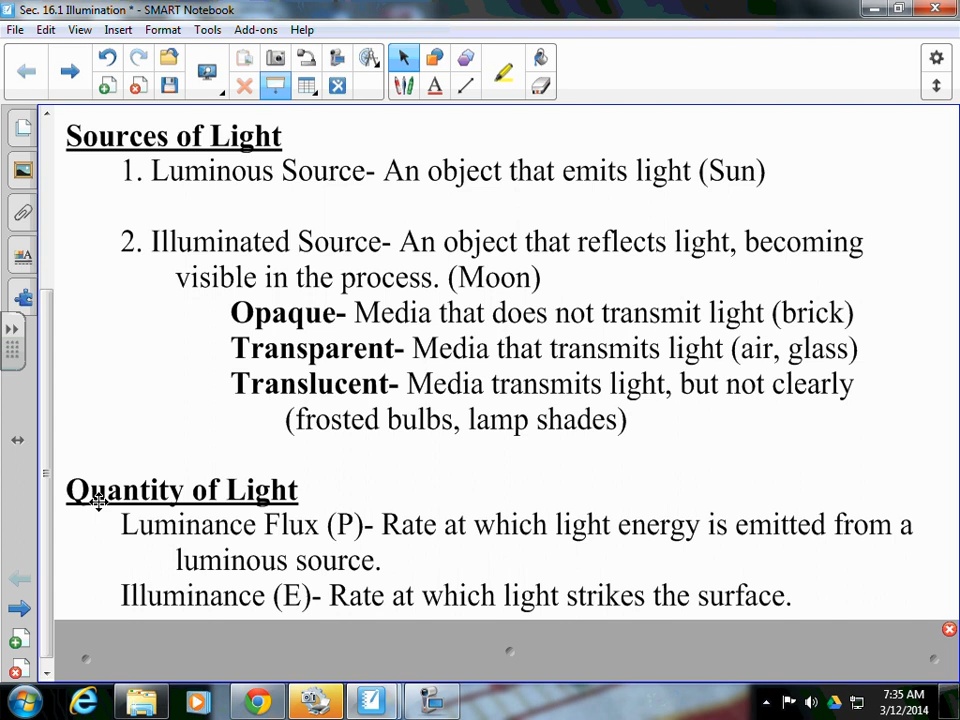 Sec. 16.1 Illumination * - SMART Notebook
File Edit View Insert Format Tools Add-ons Help
Sources of Light
1. Luminous Source- An object that emits light (Sun)
2. Illuminated Source- An object that reflects light, becoming
visible in the process. (Moon)
Opaque- Media that does not transmit light (brick)
Transparent- Media that transmits light (air, glass)
Translucent- Media transmits light, but not clearly
(frosted bulbs, lamp shades)
Quantity of Light
Luminance Flux (P)- Rate at which light energy is emitted from a
luminous source.
Illuminance (E)- Rate at which light strikes the surface.
7:35 AM
3/12/2014